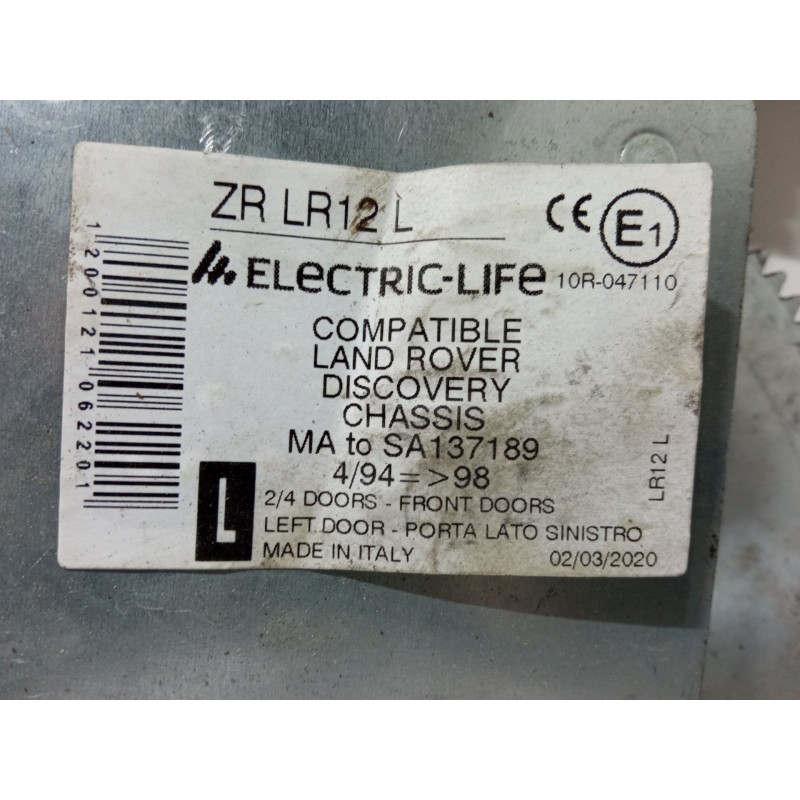 ZR LR12 L
CE E1
ELECTRIC-LIFE 10R-047110
COMPATIBLE
LAND ROVER
DISCOVERY
CHASSIS
MA to SA137189
4/94=>98
L
2/4 DOORS - FRONT DOORS
LEFT DOOR - PORTA LATO SINISTRO
MADE IN ITALY 02/03/2020
1200121062201
LR12 L